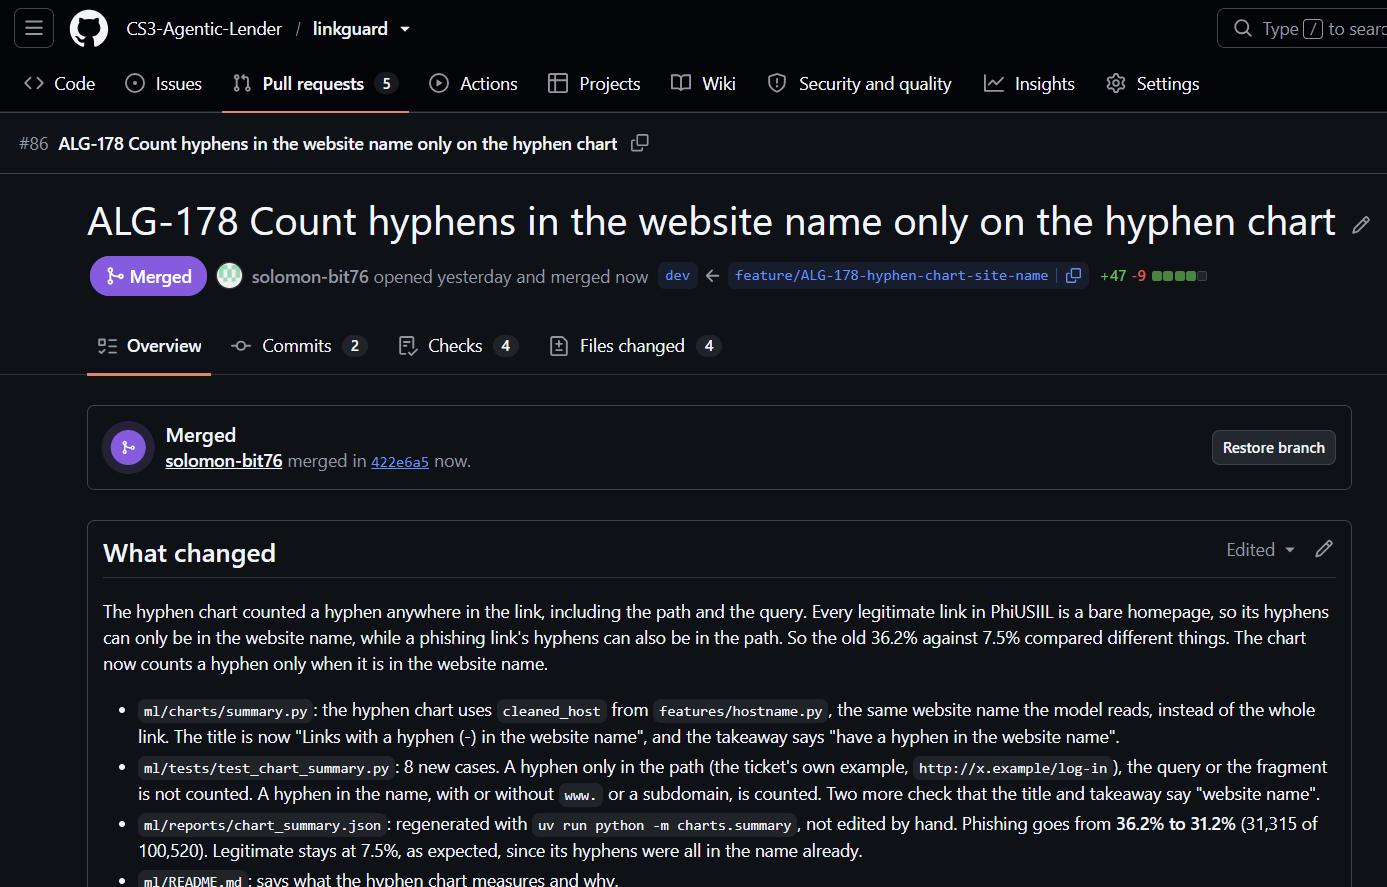 CS3-Agentic-Lender / linkguard
Type / to searc
Code Issues Pull requests 5 Actions Projects Wiki Security and quality Insights Settings
#86 ALG-178 Count hyphens in the website name only on the hyphen chart
ALG-178 Count hyphens in the website name only on the hyphen chart
Merged solomon-bit76 opened yesterday and merged now dev ← feature/ALG-178-hyphen-chart-site-name +47 -9
Overview Commits 2 Checks 4 Files changed 4
Merged
solomon-bit76 merged in 422e6a5 now.
Restore branch
What changed
Edited
The hyphen chart counted a hyphen anywhere in the link, including the path and the query. Every legitimate link in PhiUSIIL is a bare homepage, so its hyphens
can only be in the website name, while a phishing link's hyphens can also be in the path. So the old 36.2% against 7.5% compared different things. The chart
now counts a hyphen only when it is in the website name.
• ml/charts/summary.py: the hyphen chart uses cleaned_host from features/hostname.py, the same website name the model reads, instead of the whole
link. The title is now "Links with a hyphen (-) in the website name", and the takeaway says "have a hyphen in the website name".
• ml/tests/test_chart_summary.py: 8 new cases. A hyphen only in the path (the ticket's own example, http://x.example/log-in), the query or the fragment
is not counted. A hyphen in the name, with or without www. or a subdomain, is counted. Two more check that the title and takeaway say "website name".
• ml/reports/chart_summary.json: regenerated with uv run python -m charts.summary, not edited by hand. Phishing goes from 36.2% to 31.2% (31,315 of
100,520). Legitimate stays at 7.5%, as expected, since its hyphens were all in the name already.
• ml/README.md: says what the hyphen chart measures and why.